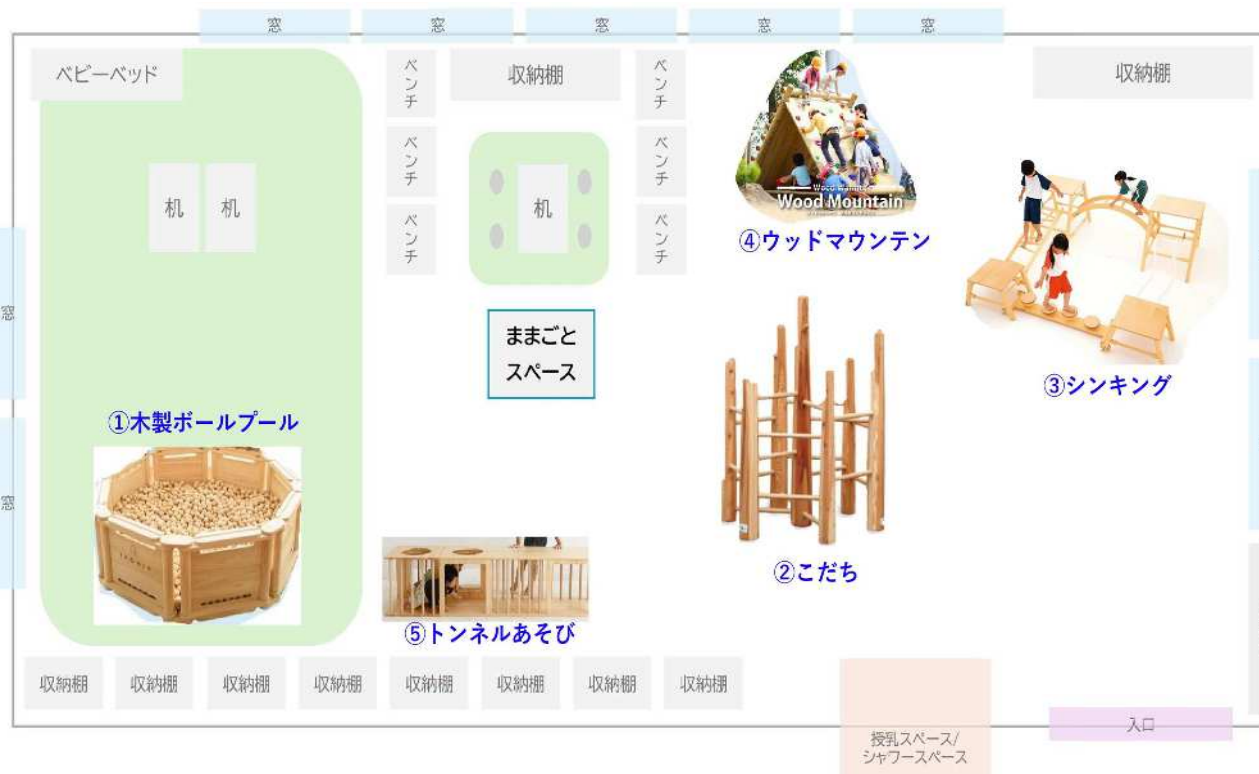 窓
窓
窓
窓
窓
ベビーベッド
ベンチ
収納棚
ベンチ
収納棚
机
机
ベンチ
机
ベンチ
Wood Mountain
④ウッドマウンテン
ベンチ
ベンチ
窓
ままごと
スペース
③シンキング
①木製ボールプール
窓
②こだち
⑤トンネルあそび
収納棚
収納棚
収納棚
収納棚
収納棚
収納棚
収納棚
収納棚
授乳スペース/
シャワースペース
入口